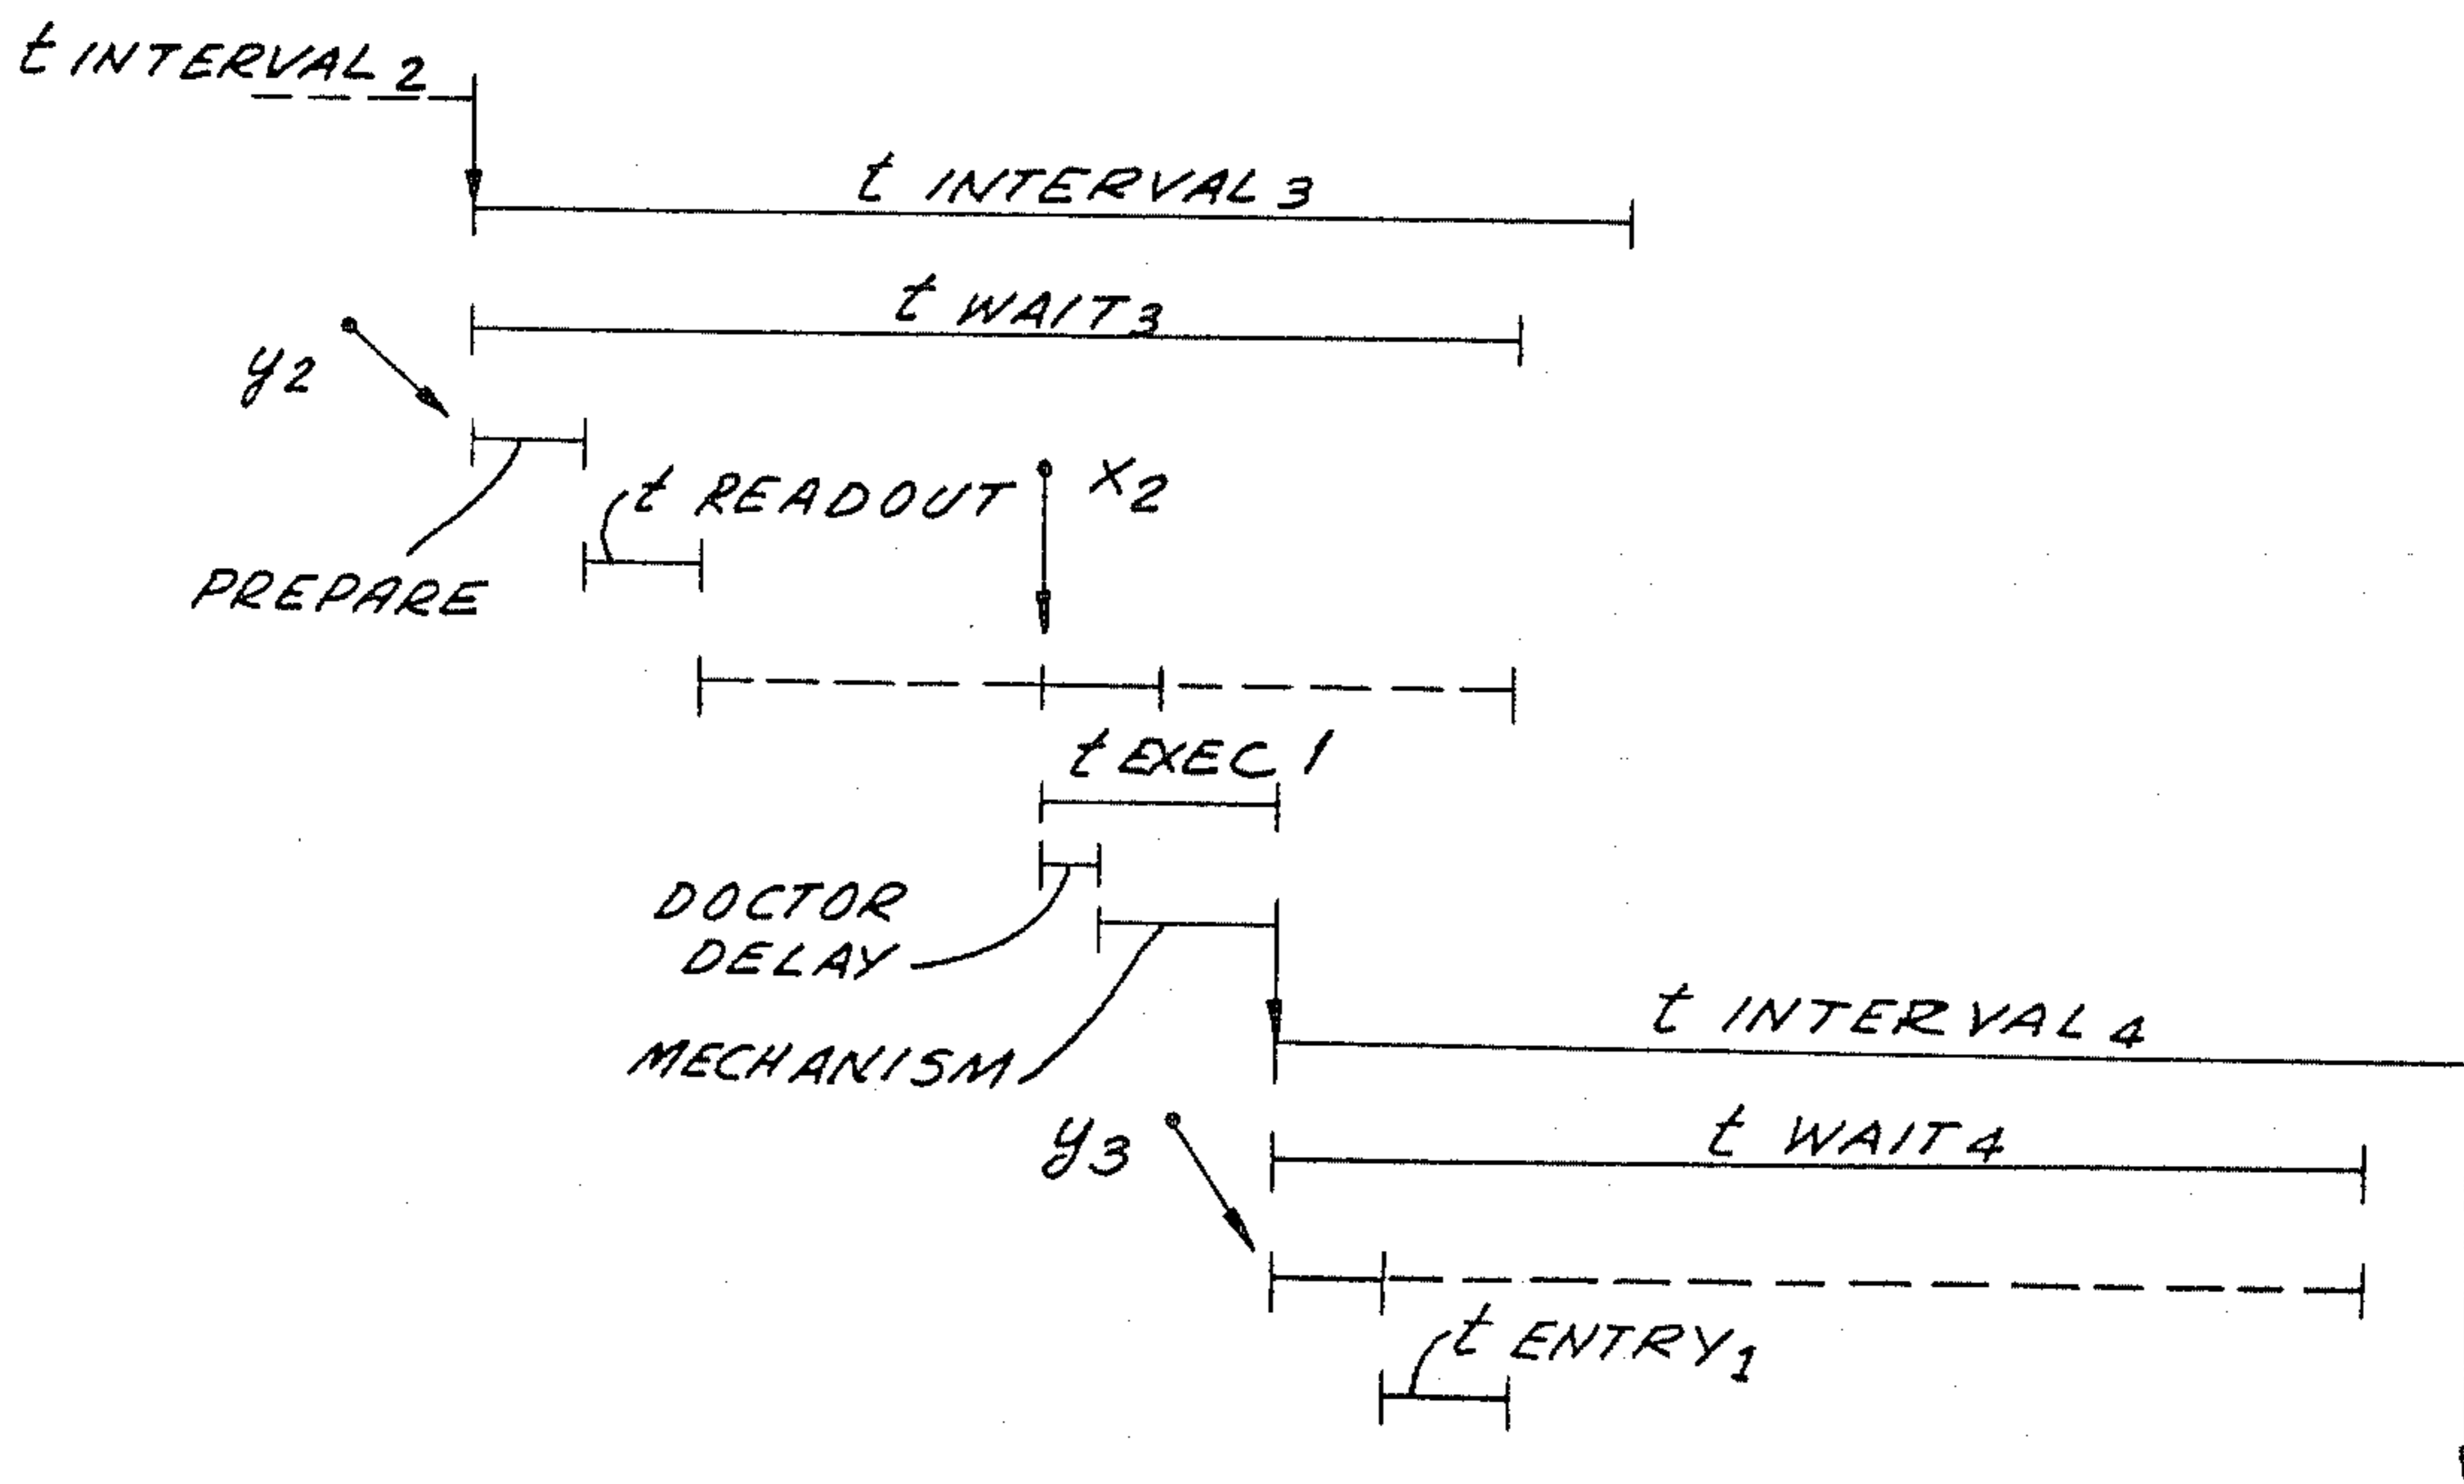 t INTERVAL 2
t INTERVAL 3
t WAIT 3
y2
t READOUT
X2
PREPARE
t EXEC 1
DOCTOR
DELAY
MECHANISM
t INTERVAL 4
y3
t WAIT 4
t ENTRY 1